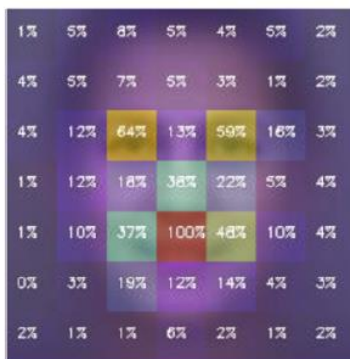 1% 5% 8% 5% 4% 5% 2%
4% 5% 7% 5% 3% 1% 2%
4% 12% 64% 13% 59% 16% 3%
1% 12% 18% 38% 22% 5% 4%
1% 10% 37% 100% 48% 10% 4%
0% 3% 19% 12% 14% 4% 3%
2% 1% 1% 6% 2% 1% 2%